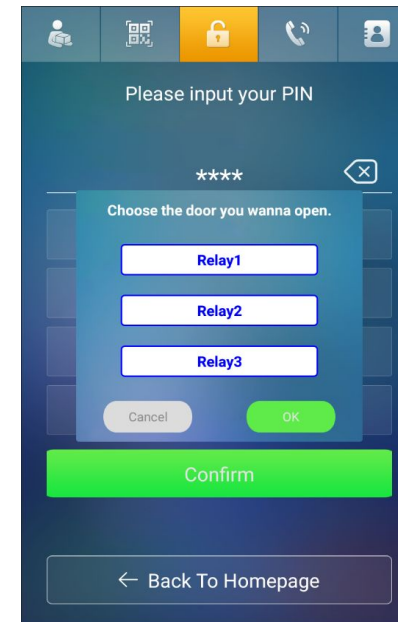 Please input your PIN
****
Choose the door you wanna open.
Relay1
Relay2
Relay3
Cancel
OK
Confirm
← Back To Homepage